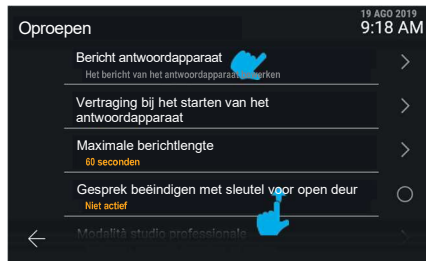 19 AGO 2019
Oproepen
9:18 AM
Bericht antwoordapparaat
Het bericht van het antwoordapparaat bewerken
Vertraging bij het starten van het
antwoordapparaat
Maximale berichtlengte
60 seconden
Gesprek beëindigen met sleutel voor open deur
Niet actief
Modalità studio professionale